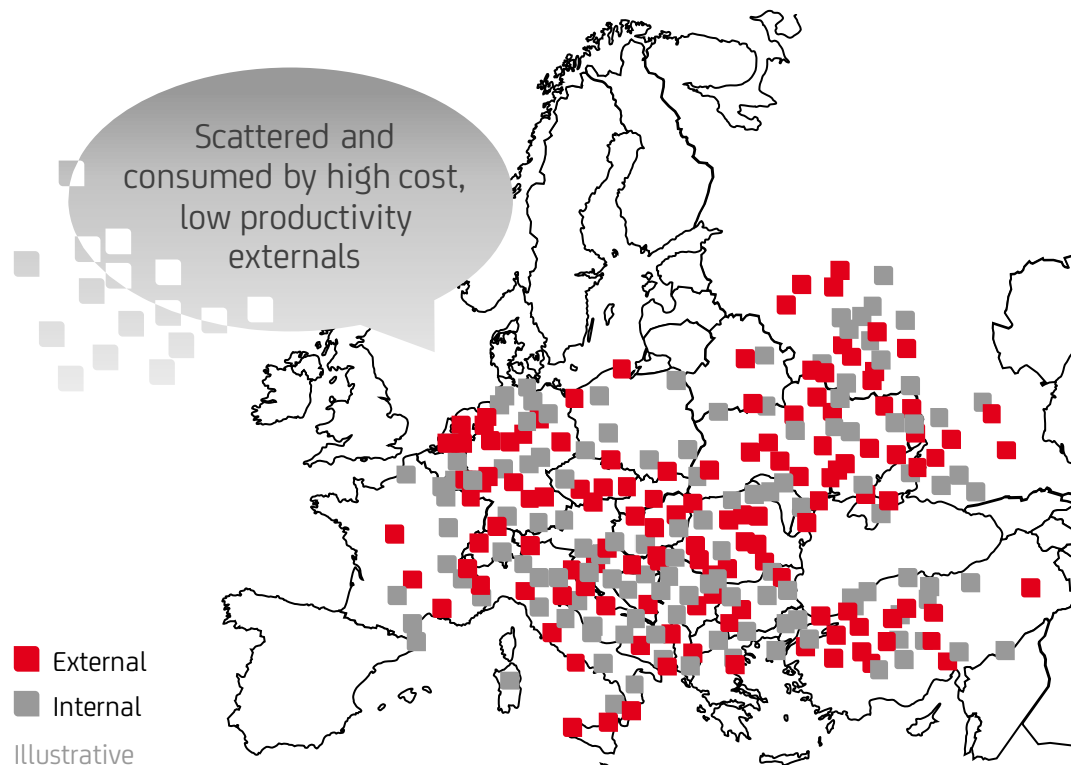 Scattered and
consumed by high cost,
low productivity
externals
External
Internal
Illustrative